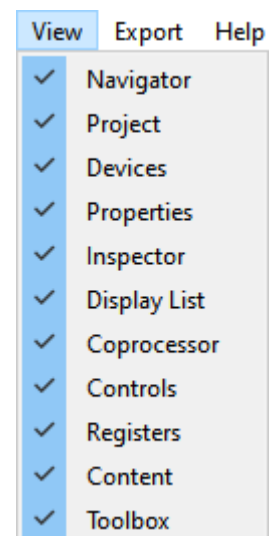 View Export Help
Navigator
Project
Devices
Properties
Inspector
Display List
Coprocessor
Controls
Registers
Content
Toolbox